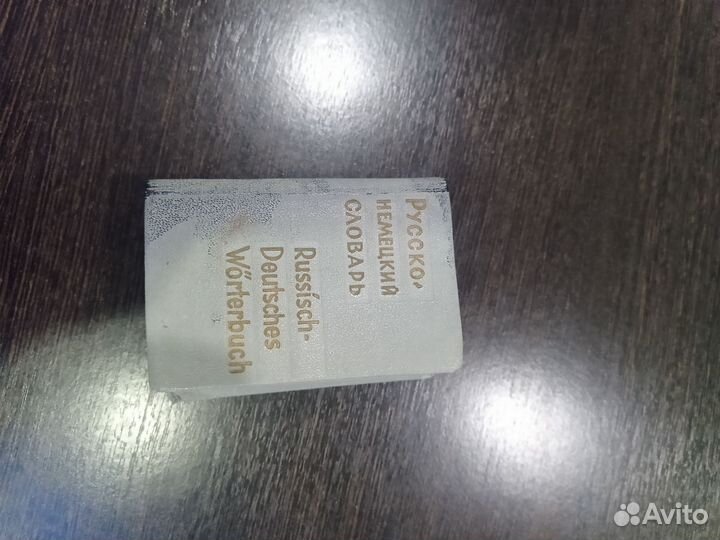 Русско-
немецкий
словарь
Russisch-
Deutsches
Wörterbuch
Avito